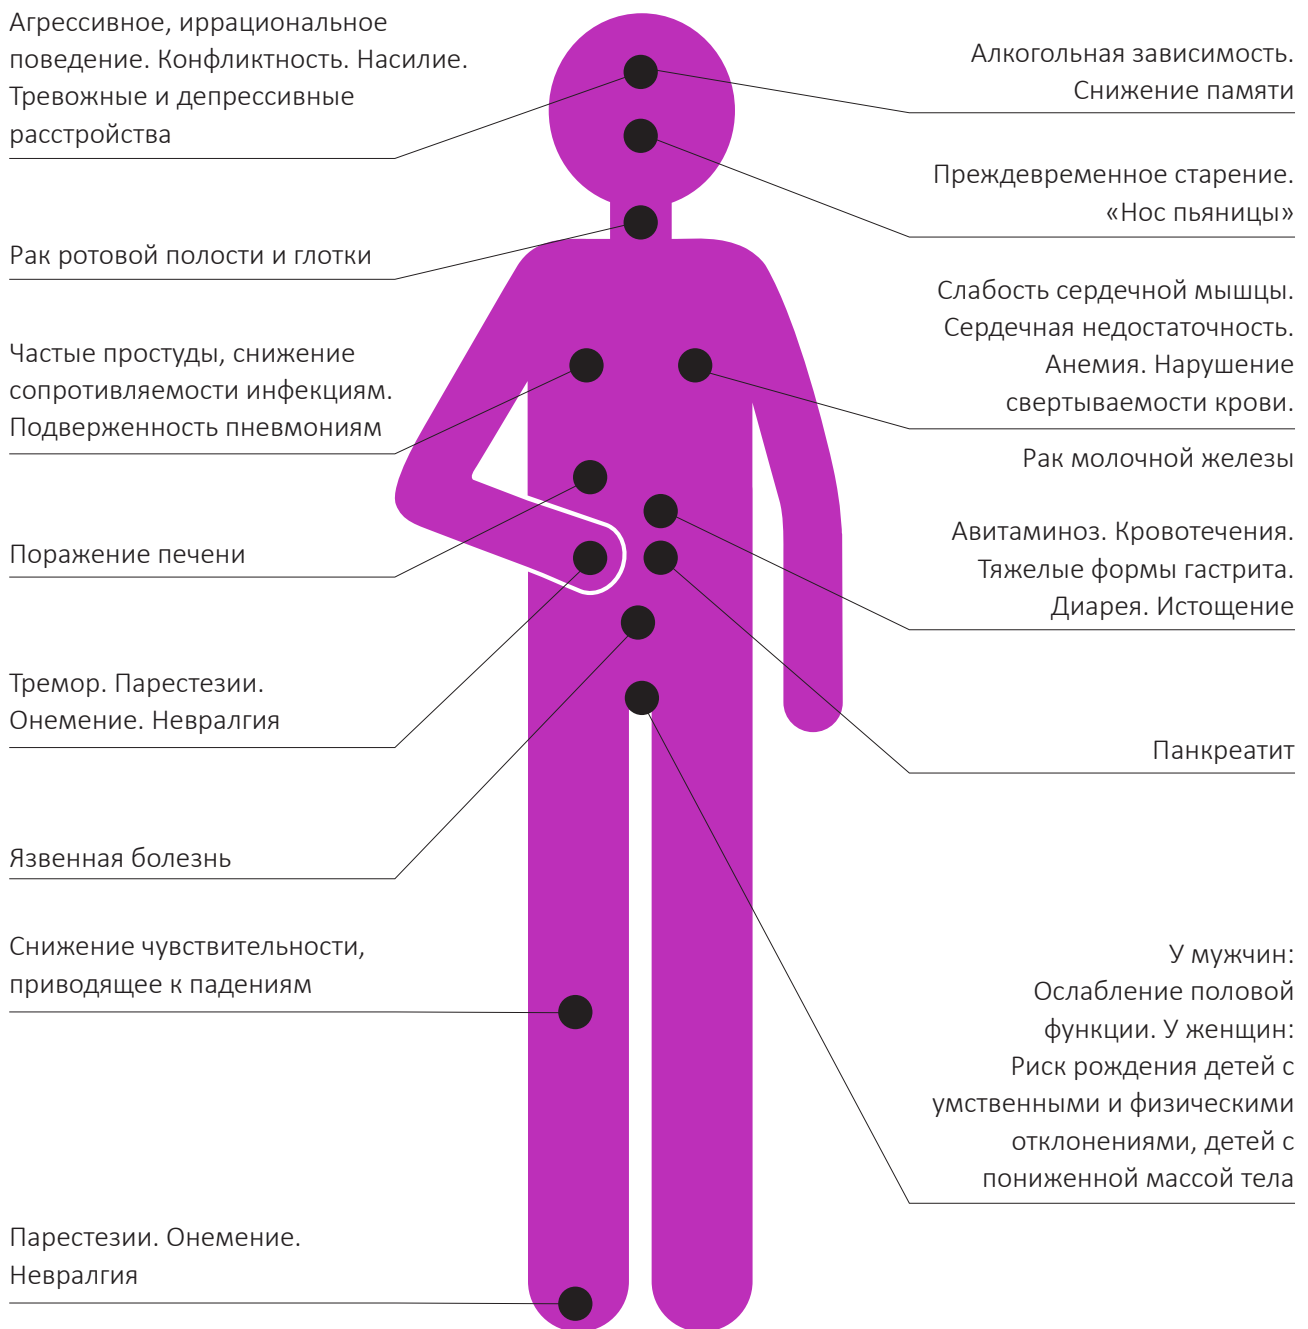 Агрессивное, иррациональное
поведение. Конфликтность. Насилие.
Тревожные и депрессивные
расстройства
Рак ротовой полости и глотки
Частые простуды, снижение
сопротивляемости инфекциям.
Подверженность пневмониям
Поражение печени
Тремор. Парестезии.
Онемение. Невралгия
Язвенная болезнь
Снижение чувствительности,
приводящее к падениям
Парестезии. Онемение.
Невралгия
Алкогольная зависимость.
Снижение памяти
Преждевременное старение.
«Нос пьяницы»
Слабость сердечной мышцы.
Сердечная недостаточность.
Анемия. Нарушение
свертываемости крови.
Рак молочной железы
Авитаминоз. Кровотечения.
Тяжелые формы гастрита.
Диарея. Истощение
Панкреатит
У мужчин:
Ослабление половой
функции. У женщин:
Риск рождения детей с
умственными и физическими
отклонениями, детей с
пониженной массой тела